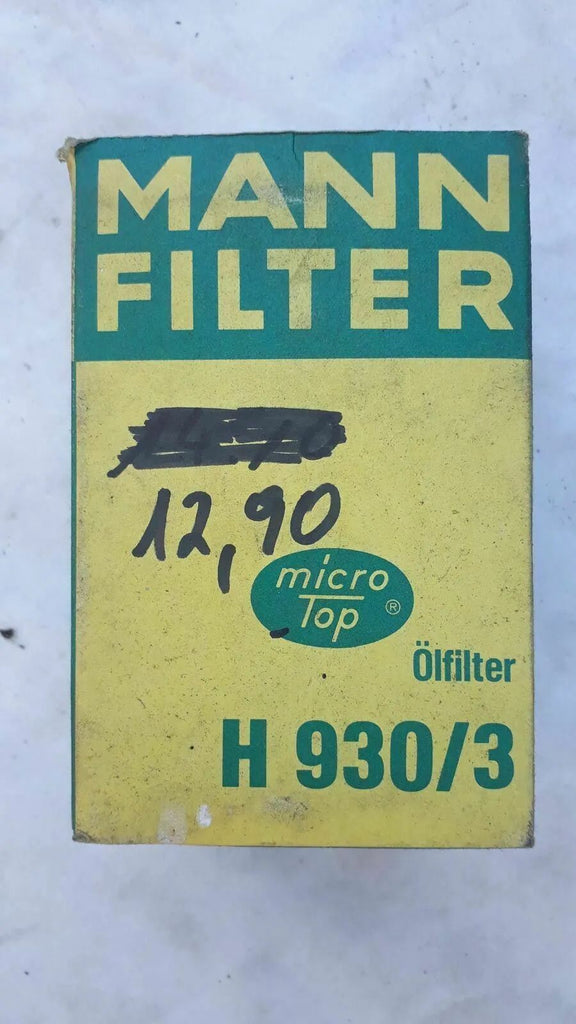 MANN
FILTER
12,90
micro
Top ®
Ölfilter
H 930/3